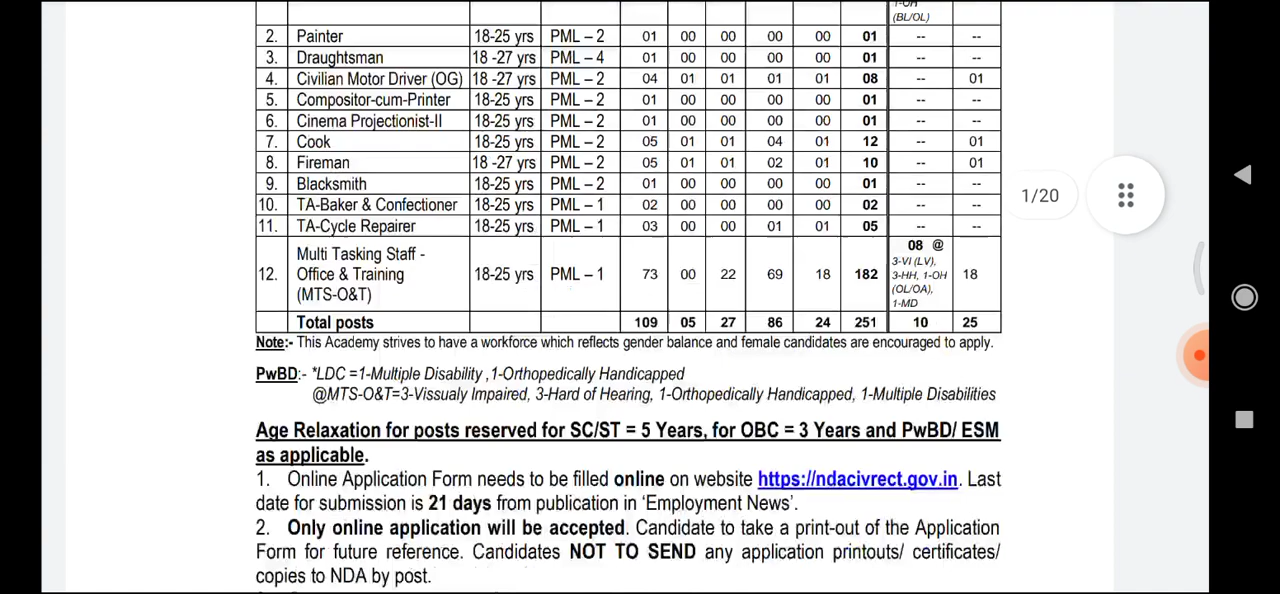 1-OH
(BL/OL)
2. Painter 18-25 yrs PML – 2 01 00 00 00 00 01 -- --
3. Draughtsman 18 -27 yrs PML – 4 01 00 00 00 00 01 -- --
4. Civilian Motor Driver (OG) 18 -27 yrs PML – 2 04 01 01 01 01 08 -- 01
5. Compositor-cum-Printer 18-25 yrs PML – 2 01 00 00 00 00 01 -- --
6. Cinema Projectionist-II 18-25 yrs PML – 2 01 00 00 00 00 01 -- --
7. Cook 18-25 yrs PML – 2 05 01 01 04 01 12 -- 01
8. Fireman 18 -27 yrs PML – 2 05 01 01 02 01 10 -- 01
9. Blacksmith 18-25 yrs PML – 2 01 00 00 00 00 01 -- --
10. TA-Baker & Confectioner 18-25 yrs PML – 1 02 00 00 00 00 02 -- --
11. TA-Cycle Repairer 18-25 yrs PML – 1 03 00 00 01 01 05 -- --
12. Multi Tasking Staff -
Office & Training
(MTS-O&T) 18-25 yrs PML – 1 73 00 22 69 18 182 08 @
3-VI (LV),
3-HH, 1-OH
(OL/OA),
1-MD 18
Total posts 109 05 27 86 24 251 10 25
Note:- This Academy strives to have a workforce which reflects gender balance and female candidates are encouraged to apply.
PwBD:- *LDC =1-Multiple Disability ,1-Orthopedically Handicapped
@MTS-O&T=3-Vissualy Impaired, 3-Hard of Hearing, 1-Orthopedically Handicapped, 1-Multiple Disabilities
Age Relaxation for posts reserved for SC/ST = 5 Years, for OBC = 3 Years and PwBD/ ESM
as applicable.
1. Online Application Form needs to be filled online on website https://ndacivrect.gov.in. Last
date for submission is 21 days from publication in ‘Employment News’.
2. Only online application will be accepted. Candidate to take a print-out of the Application
Form for future reference. Candidates NOT TO SEND any application printouts/ certificates/
copies to NDA by post.
1/20